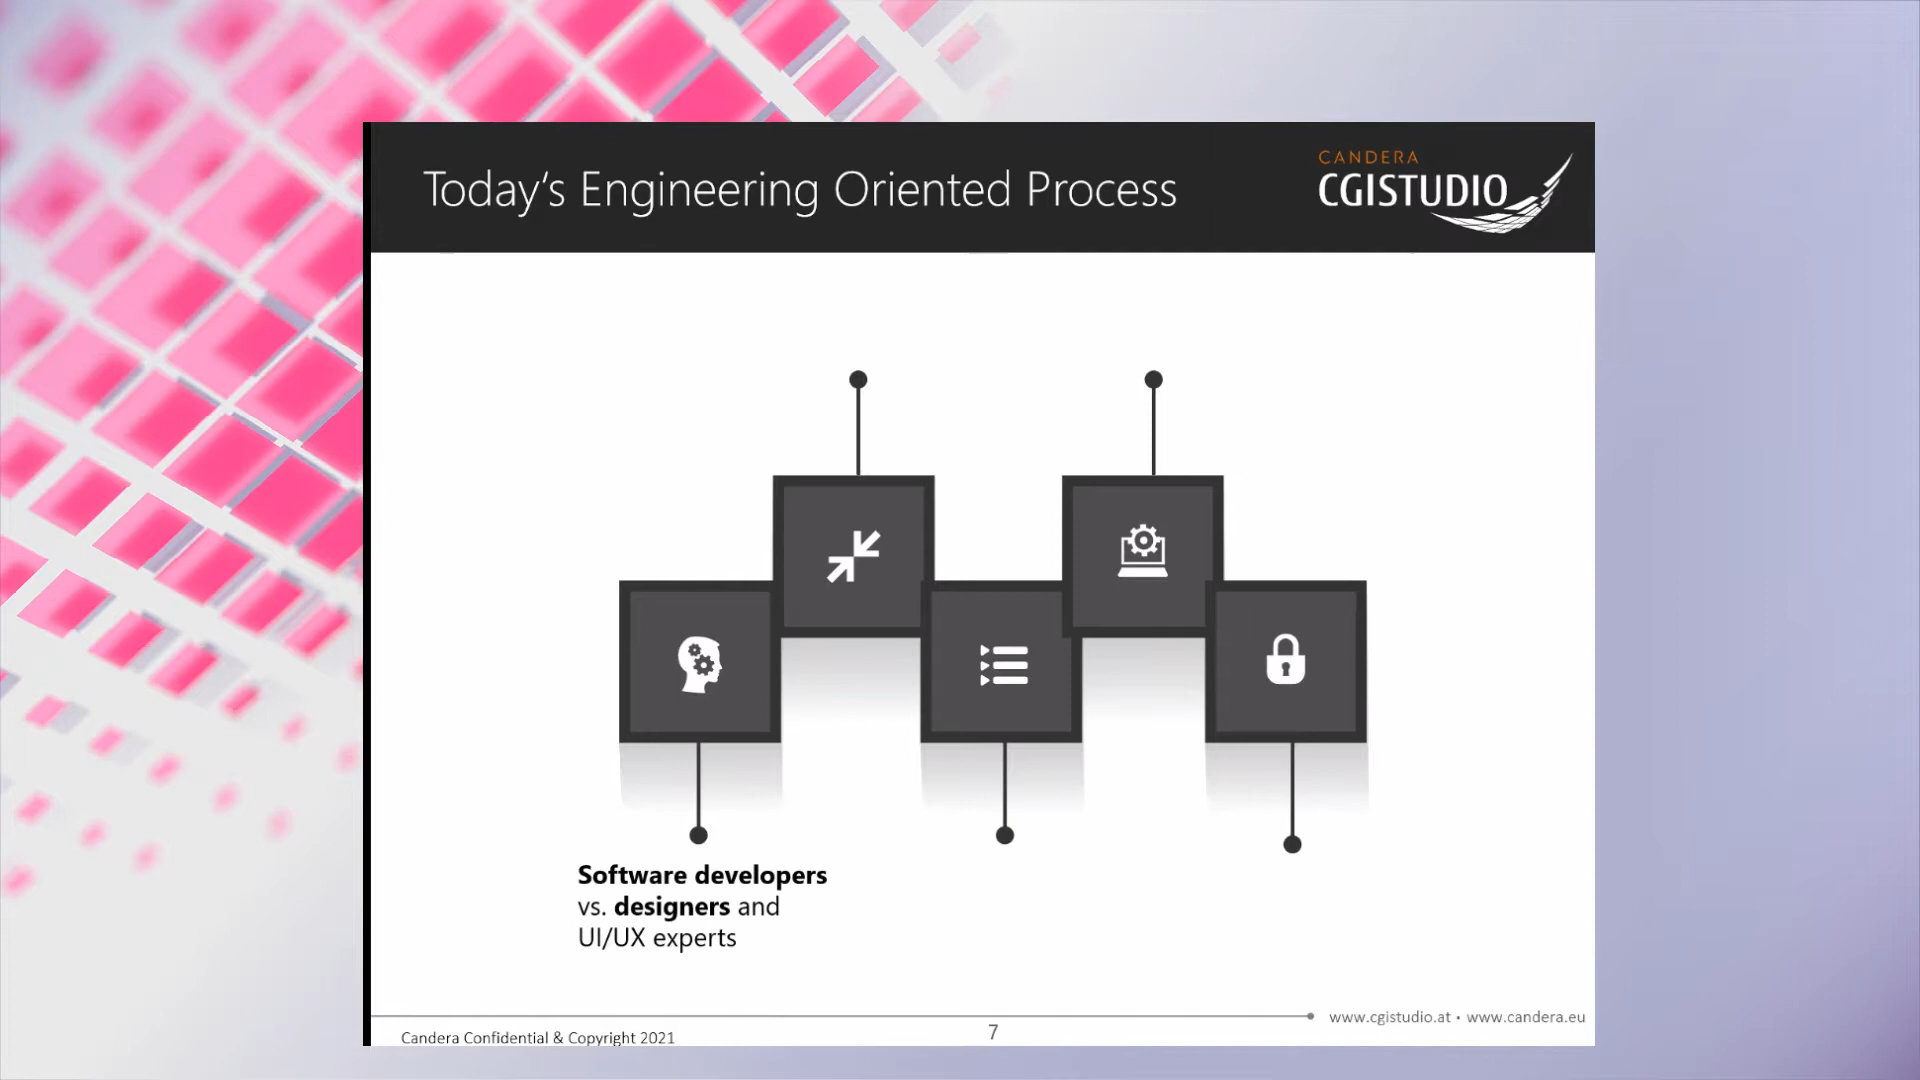 Today's Engineering Oriented Process
CANDERA
CGISTUDIO
Software developers
vs. designers and
UI/UX experts
www.cgistudio.at • www.candera.eu
Candera Confidential & Copyright 2021
7